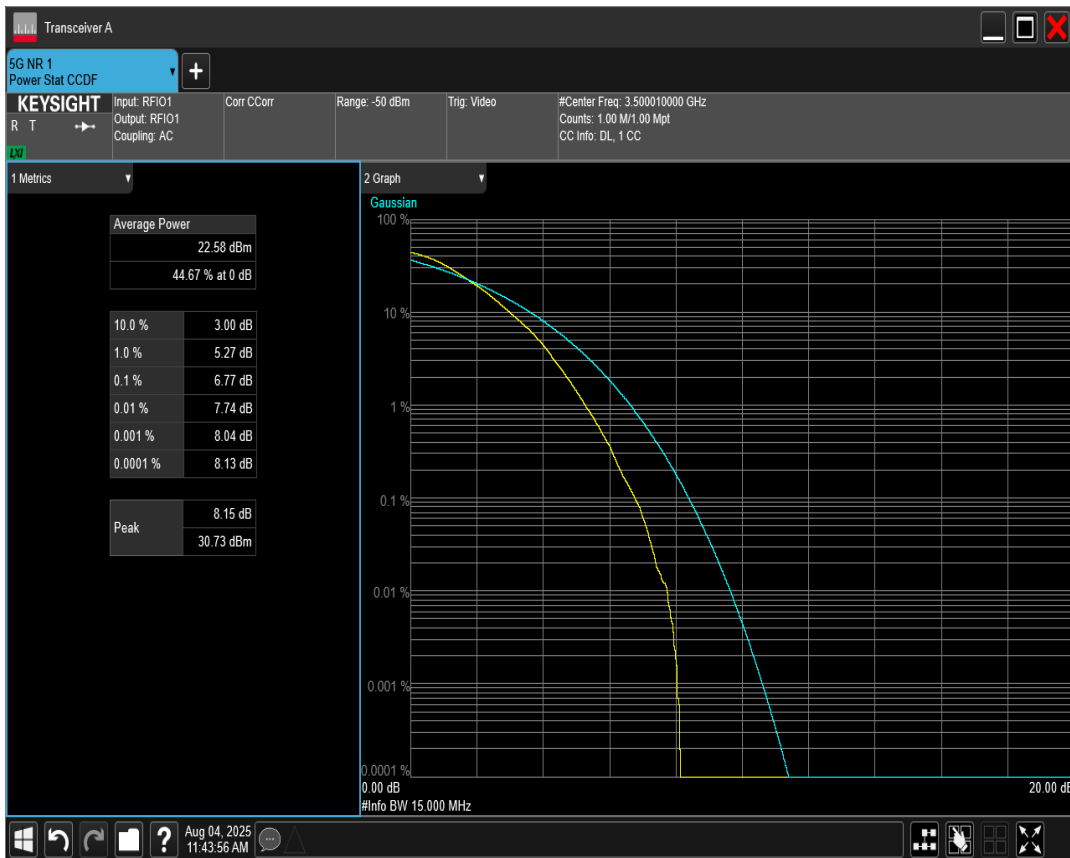 Transceiver A
5G NR 1
Power Stat CCDF
KEYSIGHT
R T
LXI
Input: RFIO1
Output: RFIO1
Coupling: AC
Corr CCorr
Range: -50 dBm
Trig: Video
#Center Freq: 3.500010000 GHz
Counts: 1.00 M/1.00 Mpt
CC Info: DL, 1 CC
1 Metrics
Average Power
22.58 dBm
44.67 % at 0 dB
10.0 % 3.00 dB
1.0 % 5.27 dB
0.1 % 6.77 dB
0.01 % 7.74 dB
0.001 % 8.04 dB
0.0001 % 8.13 dB
Peak 8.15 dB
30.73 dBm
2 Graph
Gaussian
100 %
10 %
1 %
0.1 %
0.01 %
0.001 %
0.0001 %
0.00 dB 20.00 dB
#Info BW 15.000 MHz
Aug 04, 2025
11:43:56 AM